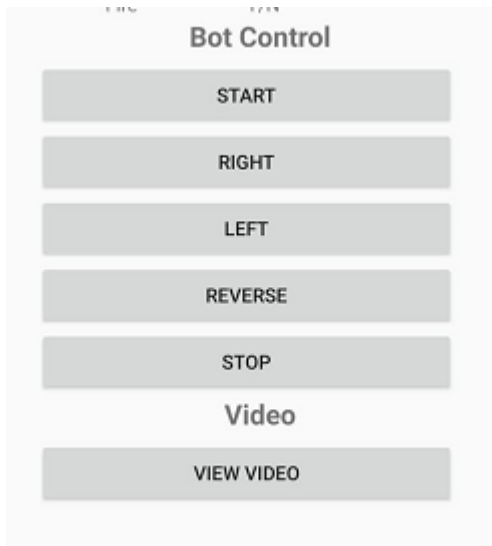 Bot Control
START
RIGHT
LEFT
REVERSE
STOP
Video
VIEW VIDEO